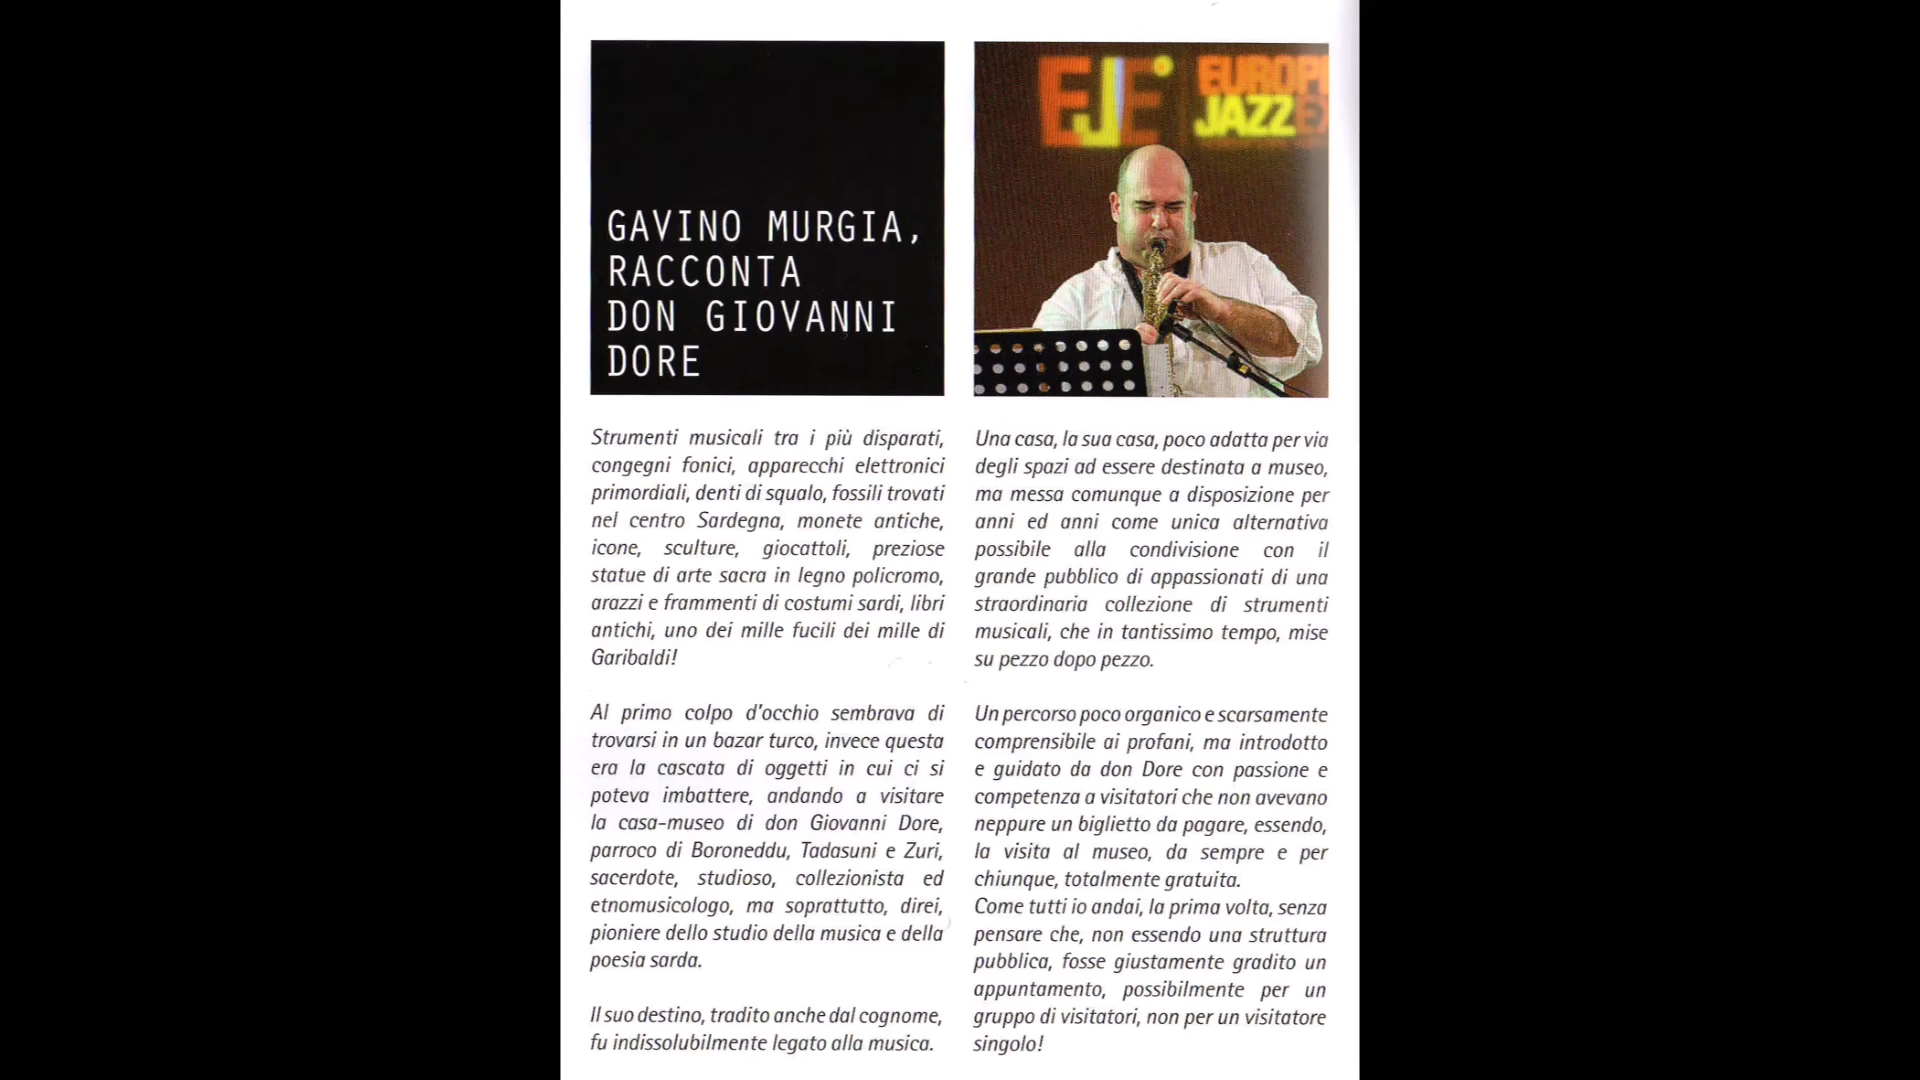 GAVINO MURGIA,
RACCONTA
DON GIOVANNI
DORE
Strumenti musicali tra i più disparati,
congegni fonici, apparecchi elettronici
primordiali, denti di squalo, fossili trovati
nel centro Sardegna, monete antiche,
icone, sculture, giocattoli, preziose
statue di arte sacra in legno policromo,
arazzi e frammenti di costumi sardi, libri
antichi, uno dei mille fucili dei mille di
Garibaldi!
Al primo colpo d'occhio sembrava di
trovarsi in un bazar turco, invece questa
era la cascata di oggetti in cui ci si
poteva imbattere, andando a visitare
la casa-museo di don Giovanni Dore,
parroco di Boroneddu, Tadasuni e Zuri,
sacerdote, studioso, collezionista ed
etnomusicologo, ma soprattutto, direi,
pioniere dello studio della musica e della
poesia sarda.
Il suo destino, tradito anche dal cognome,
fu indissolubilmente legato alla musica.
EJE
EUROPE
JAZZ EX
Una casa, la sua casa, poco adatta per via
degli spazi ad essere destinata a museo,
ma messa comunque a disposizione per
anni ed anni come unica alternativa
possibile alla condivisione con il
grande pubblico di appassionati di una
straordinaria collezione di strumenti
musicali, che in tantissimo tempo, mise
su pezzo dopo pezzo.
Un percorso poco organico e scarsamente
comprensibile ai profani, ma introdotto
e guidato da don Dore con passione e
competenza a visitatori che non avevano
neppure un biglietto da pagare, essendo,
la visita al museo, da sempre e per
chiunque, totalmente gratuita.
Come tutti io andai, la prima volta, senza
pensare che, non essendo una struttura
pubblica, fosse giustamente gradito un
appuntamento, possibilmente per un
gruppo di visitatori, non per un visitatore
singolo!